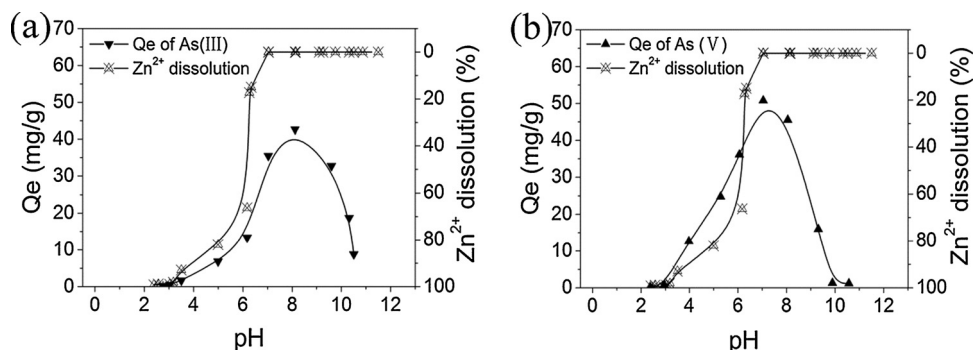 (a)
Qe of As(III)
Zn²⁺ dissolution
Qe (mg/g)
70
60
50
40
30
20
10
0
0 2 4 6 8 10 12
pH
0
20
40
60
80
100
Zn²⁺ dissolution (%)
(b)
Qe of As (V)
Zn²⁺ dissolution
Qe (mg/g)
70
60
50
40
30
20
10
0
0 2 4 6 8 10 12
pH
0
20
40
60
80
100
Zn²⁺ dissolution (%)